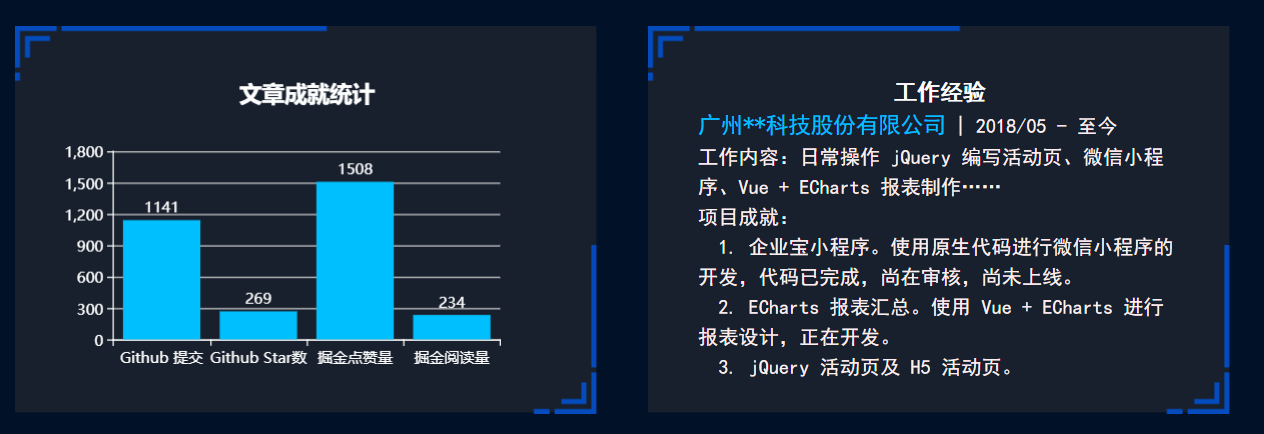 文章成就统计
1,800
1,500
1,200
900
600
300
0
1141
269
1508
234
Github 提交
Github Star数
掘金点赞量
掘金阅读量
工作经验
广州**科技股份有限公司 | 2018/05 - 至今
工作内容：日常操作 jQuery 编写活动页、微信小程
序、Vue + ECharts 报表制作……
项目成就：
1. 企业宝小程序。使用原生代码进行微信小程序的
开发，代码已完成，尚在审核，尚未上线。
2. ECharts 报表汇总。使用 Vue + ECharts 进行
报表设计，正在开发。
3. jQuery 活动页及 H5 活动页。